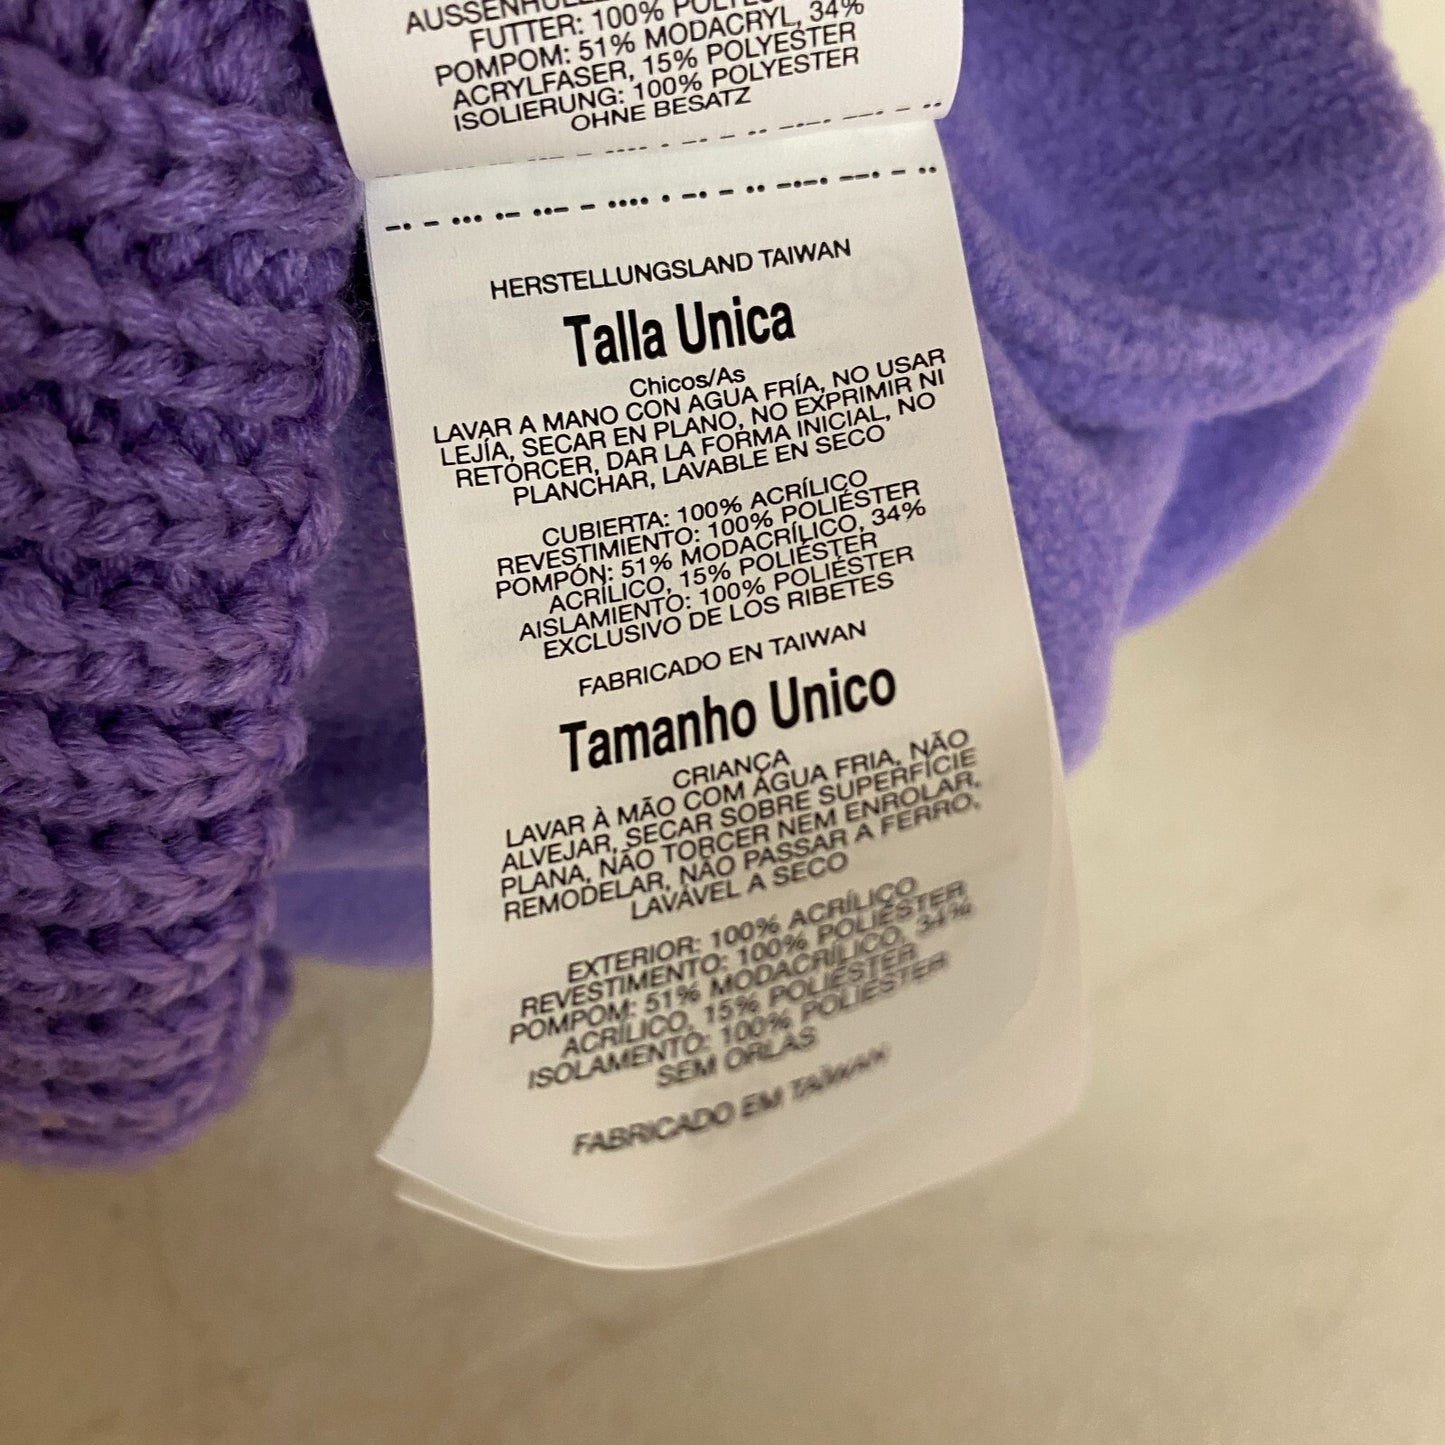 AUSSENHÜLLE
FUTTER: 100%
POMPOM: 51% MODACRYL, 34%
ACRYLFASER, 15% POLYESTER
ISOLIERUNG: 100% POLYESTER
OHNE BESATZ
HERSTELLUNGSLAND TAIWAN
Talla Unica
Chicos/As
LAVAR A MANO CON AGUA FRÍA, NO USAR
LEJÍA, SECAR EN PLANO, NO EXPRIMIR NI
RETORCER, DAR LA FORMA INICIAL, NO
PLANCHAR, LAVABLE EN SECO
CUBIERTA: 100% ACRÍLICO
REVESTIMIENTO: 100% POLIÉSTER
POMPÓN: 51% MODACRÍLICO, 34%
ACRÍLICO, 15% POLIÉSTER
AISLAMIENTO: 100% POLIÉSTER
EXCLUSIVO DE LOS RIBETES
FABRICADO EN TAIWAN
Tamanho Unico
CRIANÇA
LAVAR À MÃO COM ÁGUA FRIA, NÃO
ALVEJAR, SECAR SOBRE SUPERFÍCIE
PLANA, NÃO TORCER NEM ENROLAR,
REMODELAR, NÃO PASSAR A FERRO,
LAVÁVEL A SECO
EXTERIOR: 100% ACRÍLICO
REVESTIMENTO: 100% POLIÉSTER
POMPOM: 51% MODACRÍLICO, 34%
ACRÍLICO, 15% POLIÉSTER
ISOLAMENTO: 100% POLIÉSTER
SEM ORLAS
FABRICADO EM TAIWAN